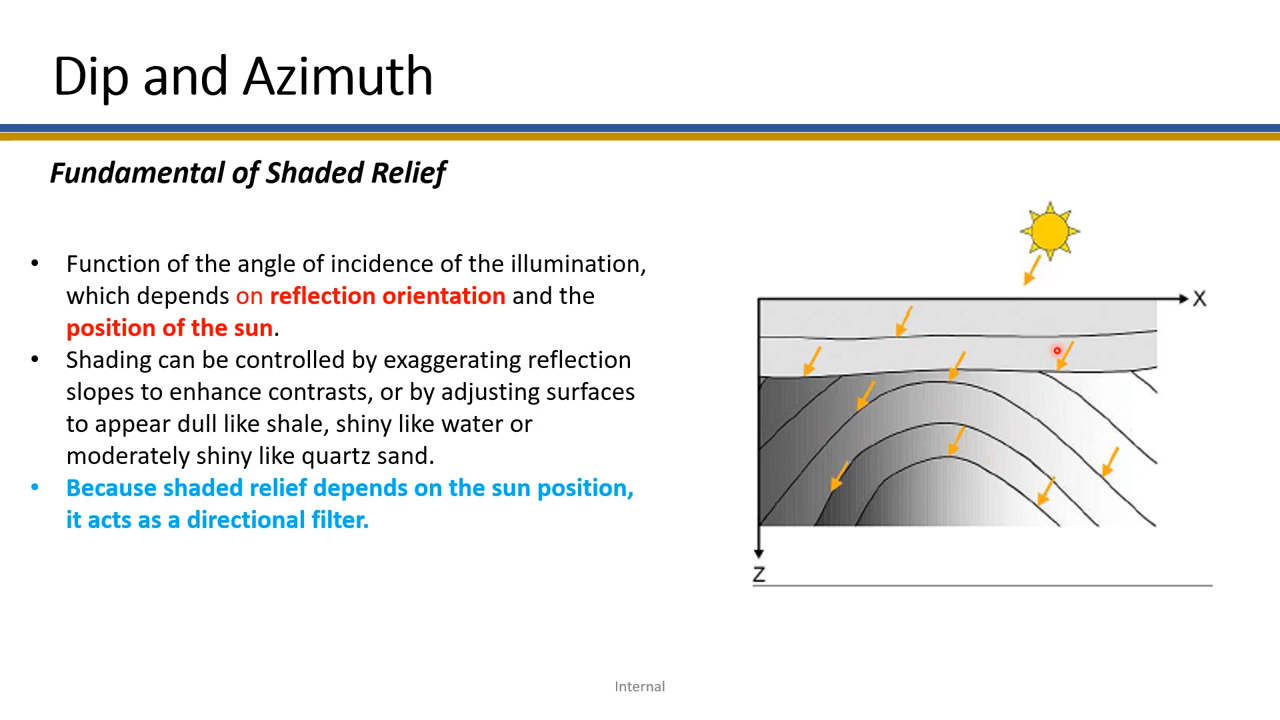 Dip and Azimuth
Fundamental of Shaded Relief
• Function of the angle of incidence of the illumination,
which depends on reflection orientation and the
position of the sun.
• Shading can be controlled by exaggerating reflection
slopes to enhance contrasts, or by adjusting surfaces
to appear dull like shale, shiny like water or
moderately shiny like quartz sand.
• Because shaded relief depends on the sun position,
it acts as a directional filter.
X
Z
Internal